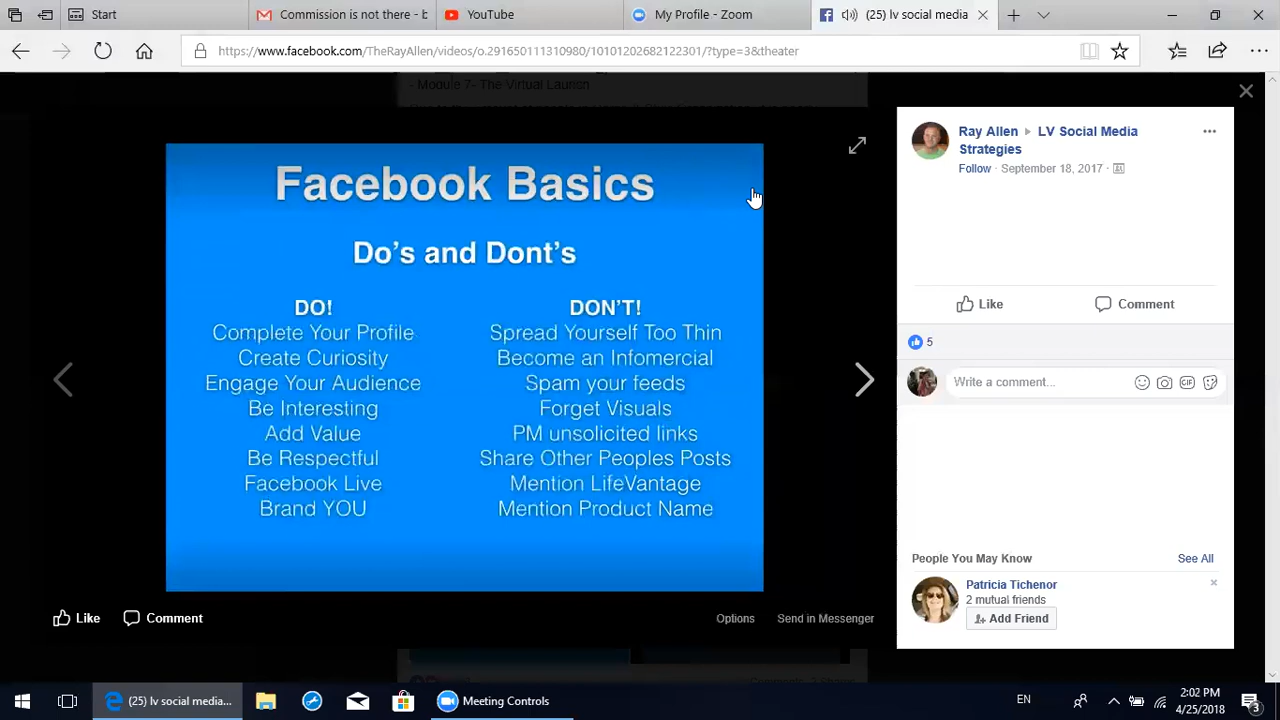 Start
Commission isn't faste
YouTube
My Profile - Zoom
(25) lv social media
https://www.facebook.com/TheRayAllen/videos/o.291650111310980/10101202682122301/?type=3&theater
- Module 7- The Virtual Launch
Facebook Basics
Do's and Dont's
DO!
Complete Your Profile
Create Curiosity
Engage Your Audience
Be Interesting
Add Value
Be Respectful
Facebook Live
Brand YOU
DON'T!
Spread Yourself Too Thin
Become an Infomercial
Spam your feeds
Forget Visuals
PM unsolicited links
Share Other Peoples Posts
Mention LifeVantage
Mention Product Name
Like
Comment
Options
Send in Messenger
Ray Allen LV Social Media
Strategies
Follow · September 18, 2017 ·
Like
Comment
5
Write a comment...
GIF
People You May Know
See All
Patricia Tichenor
2 mutual friends
Add Friend
(25) lv social media...
Meeting Controls
EN
2:02 PM
4/25/2018
3